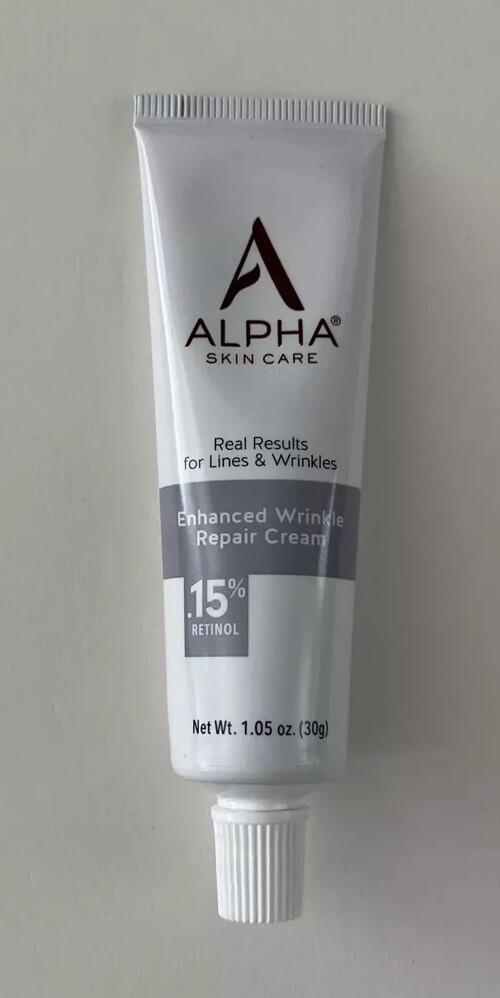 ALPHA®
SKIN CARE
Real Results
for Lines & Wrinkles
Enhanced Wrinkle
Repair Cream
.15%
RETINOL
Net Wt. 1.05 oz. (30g)